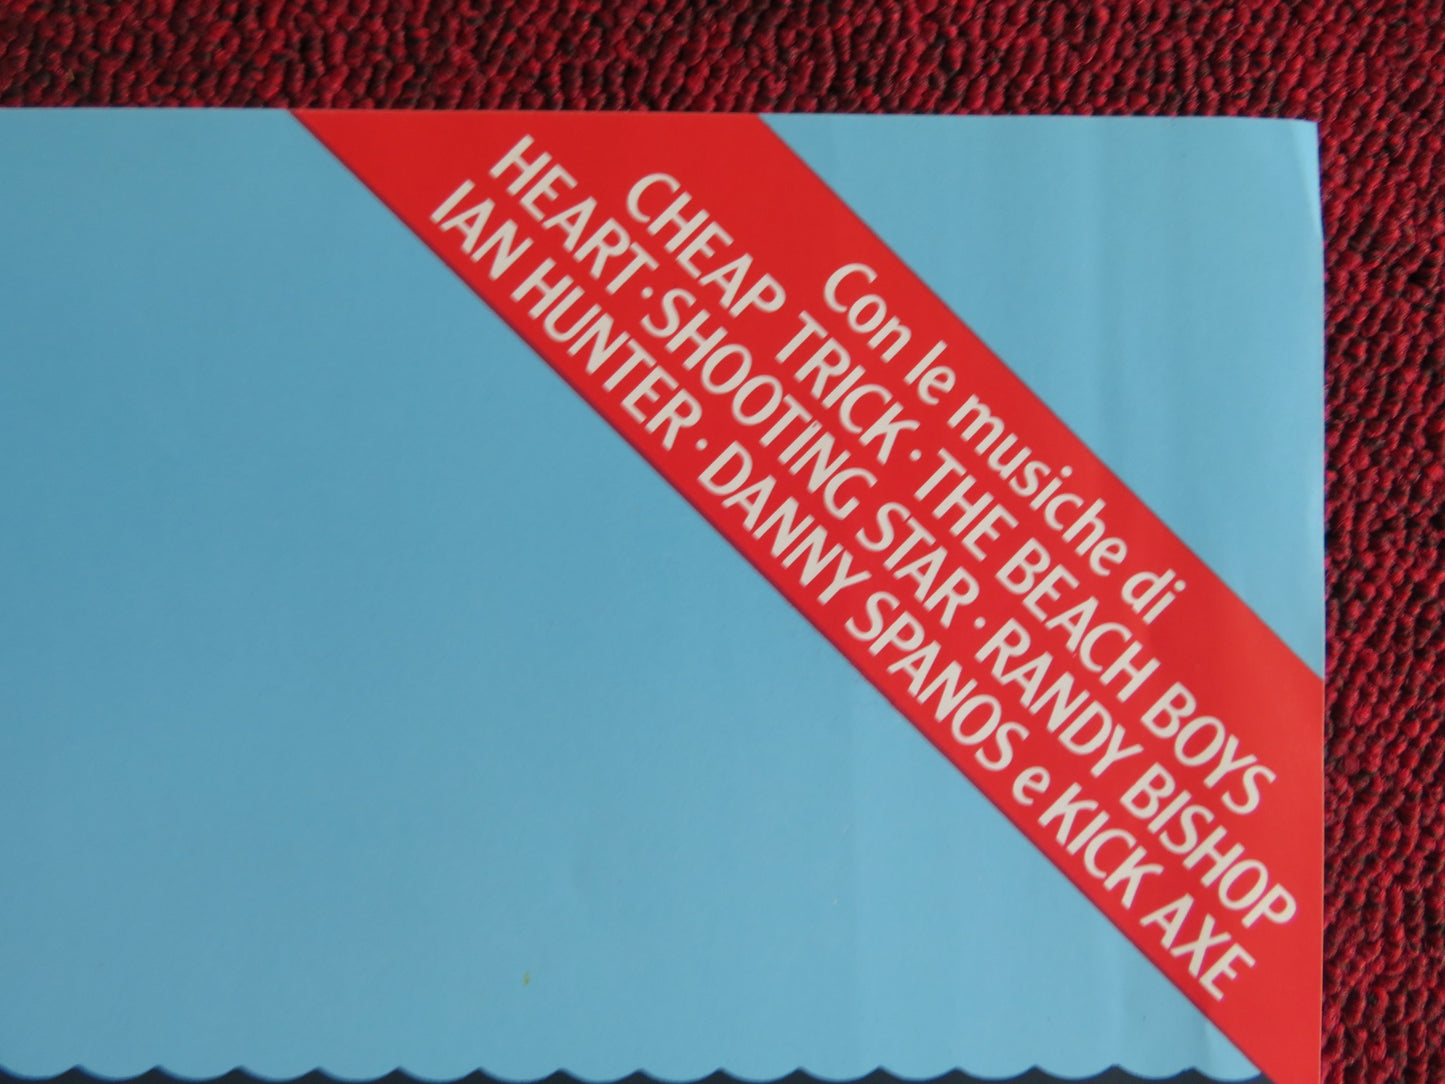 Con le musiche di
CHEAP TRICK · THE BEACH BOYS
HEART · SHOOTING STAR · RANDY BISHOP
IAN HUNTER · DANNY SPANOS e KICK AXE